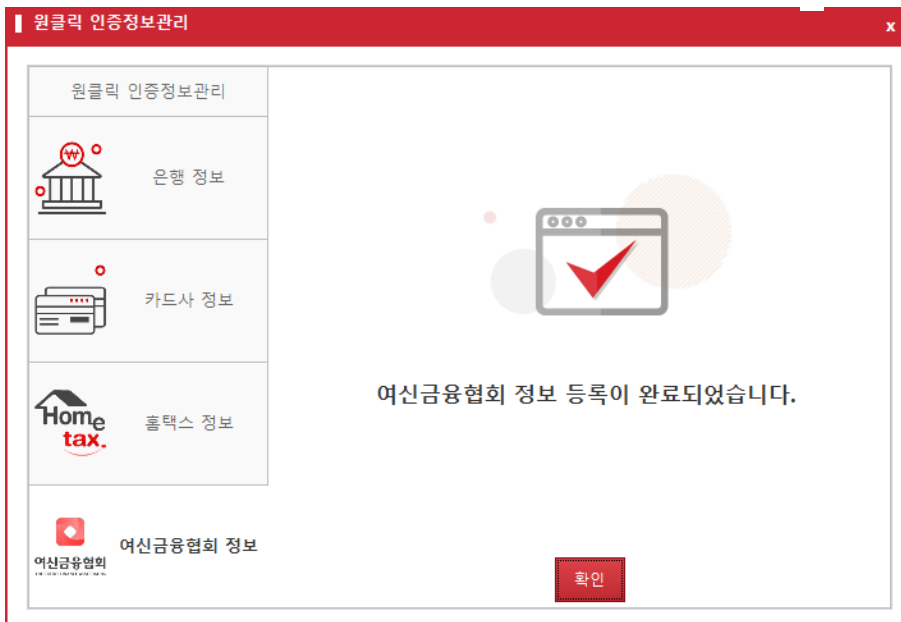 원클릭 인증정보관리
x
원클릭 인증정보관리
은행 정보
카드사 정보
Home
tax.
홈택스 정보
여신금융협회
여신금융협회 정보
여신금융협회 정보 등록이 완료되었습니다.
확인